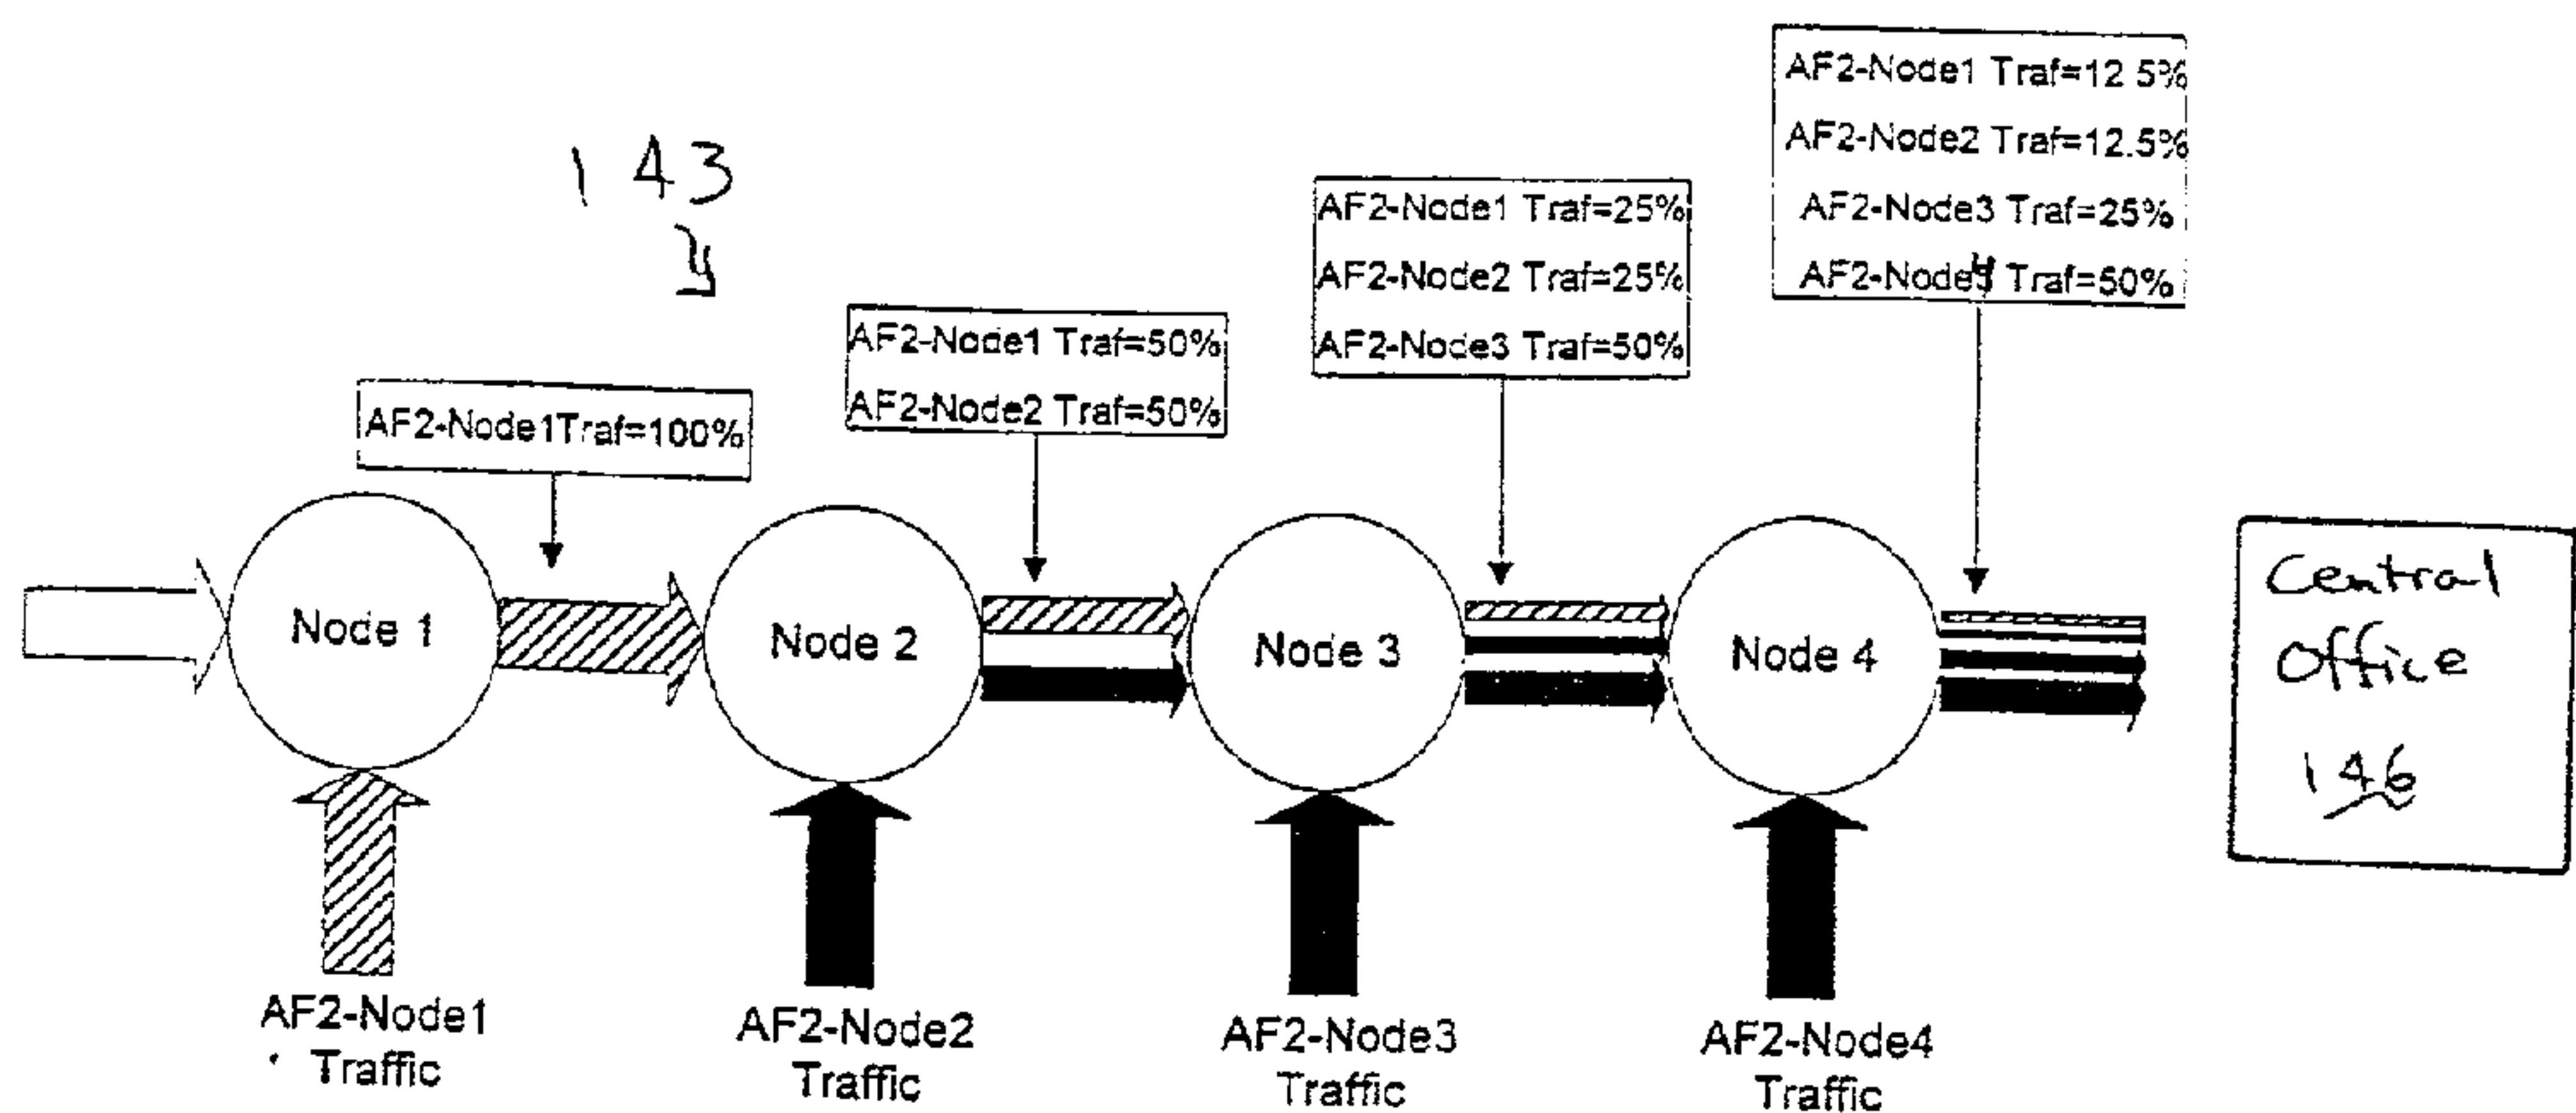 143
AF2-Node1Traf=100%
AF2-Node1 Traf=50%
AF2-Node2 Traf=50%
AF2-Node1 Traf=25%
AF2-Node2 Traf=25%
AF2-Node3 Traf=50%
AF2-Node1 Traf=12.5%
AF2-Node2 Traf=12.5%
AF2-Node3 Traf=25%
AF2-Node4 Traf=50%
Node 1
Node 2
Node 3
Node 4
Central
Office
146
AF2-Node1
Traffic
AF2-Node2
Traffic
AF2-Node3
Traffic
AF2-Node4
Traffic